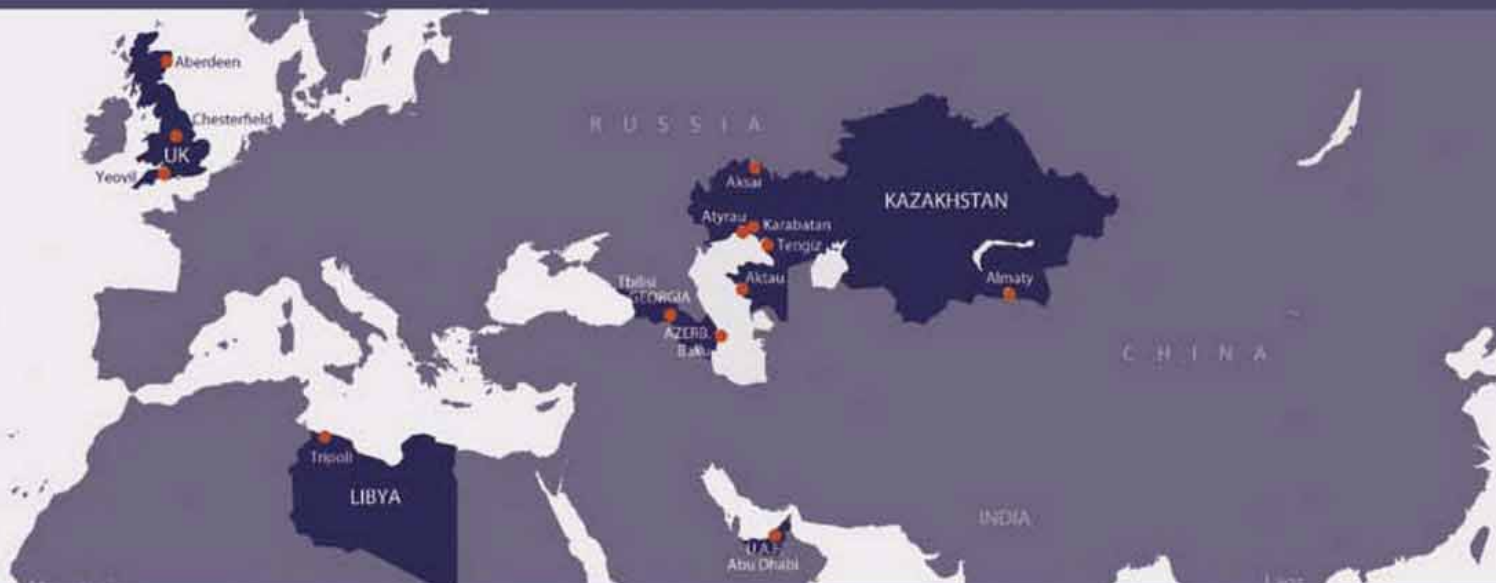 Aberdeen
Chesterfield
UK
Yeovil
RUSSIA
Aksai
KAZAKHSTAN
Atyrau
Karabatan
Tengiz
Aktau
Almaty
Tbilisi
GEORGIA
AZERB.
Baku
CHINA
Tripoli
LIBYA
INDIA
U.A.E.
Abu Dhabi